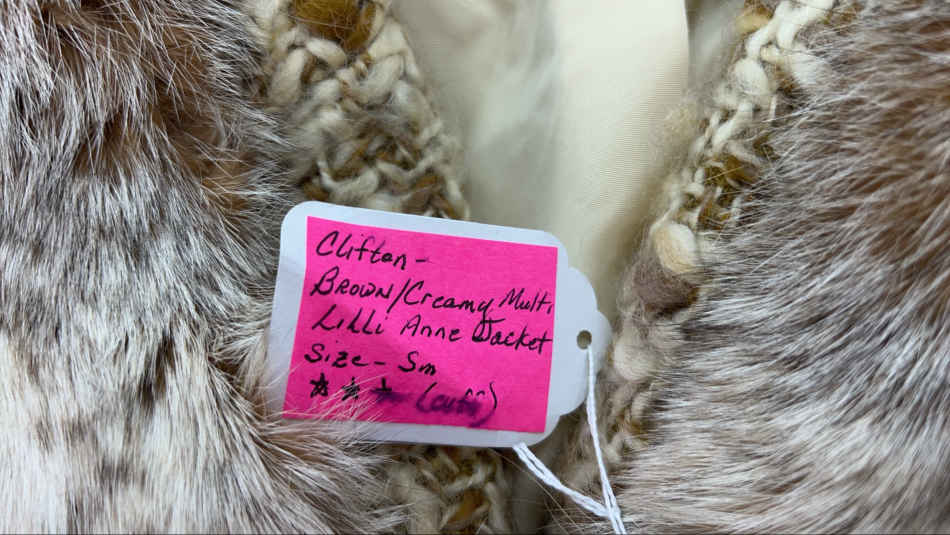 Clifton -
BROWN/Creamy Multi
Lilli Anne Jacket
Size - Sm
☆ ☆ ☆ (cuff)